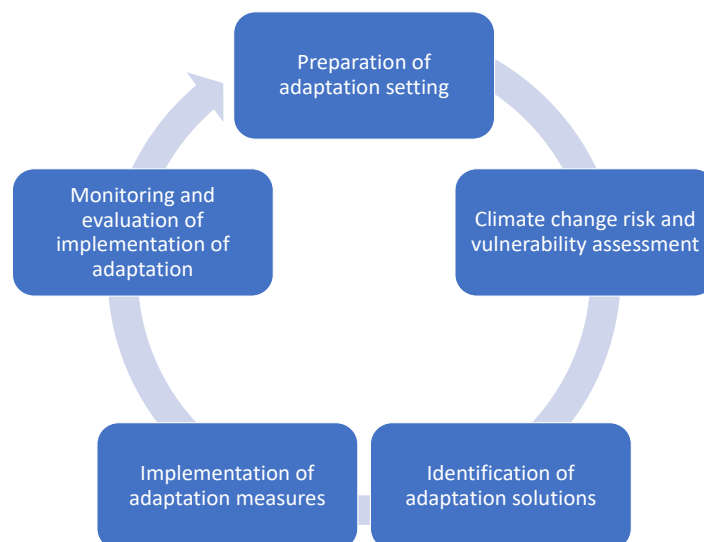 Preparation of
adaptation setting
Climate change risk and
vulnerability assessment
Identification of
adaptation solutions
Implementation of
adaptation measures
Monitoring and
evaluation of
implementation of
adaptation